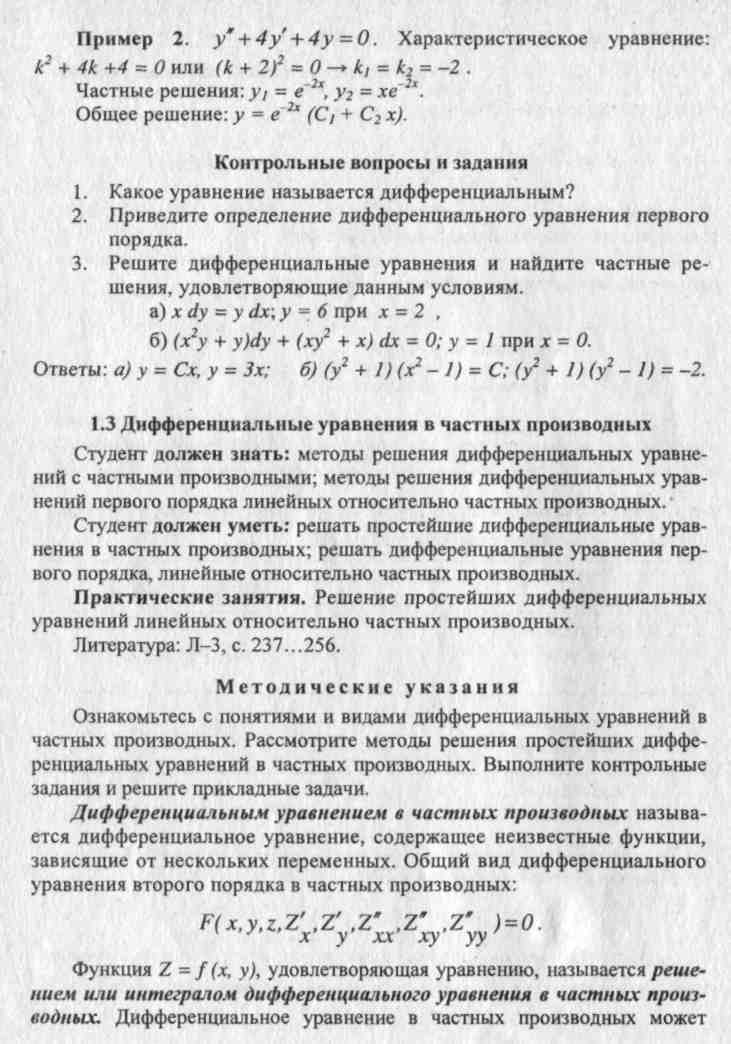 Пример 2. y″+4y′+4y=0. Характеристическое уравнение:
k² + 4k +4 = 0 или (k + 2)² = 0 → k₁ = k₂ = –2 .
Частные решения: y₁ = e⁻²ˣ, y₂ = xe⁻²ˣ.
Общее решение: y = e⁻²ˣ (C₁ + C₂ x).
Контрольные вопросы и задания
1. Какое уравнение называется дифференциальным?
2. Приведите определение дифференциального уравнения первого
порядка.
3. Решите дифференциальные уравнения и найдите частные ре-
шения, удовлетворяющие данным условиям.
а) x dy = y dx; y = 6 при x = 2 ,
б) (x²y + y)dy + (xy² + x) dx = 0; y = 1 при x = 0.
Ответы: а) y = Cx, y = 3x; б) (y² + 1) (x² – 1) = C; (y² + 1) (y² – 1) = –2.
1.3 Дифференциальные уравнения в частных производных
Студент должен знать: методы решения дифференциальных уравне-
ний с частными производными; методы решения дифференциальных урав-
нений первого порядка линейных относительно частных производных.
Студент должен уметь: решать простейшие дифференциальные урав-
нения в частных производных; решать дифференциальные уравнения пер-
вого порядка, линейные относительно частных производных.
Практические занятия. Решение простейших дифференциальных
уравнений линейных относительно частных производных.
Литература: Л–3, с. 237...256.
Методические указания
Ознакомьтесь с понятиями и видами дифференциальных уравнений в
частных производных. Рассмотрите методы решения простейших диффе-
ренциальных уравнений в частных производных. Выполните контрольные
задания и решите прикладные задачи.
Дифференциальным уравнением в частных производных называ-
ется дифференциальное уравнение, содержащее неизвестные функции,
зависящие от нескольких переменных. Общий вид дифференциального
уравнения второго порядка в частных производных:
F( x, y, z, Z′x, Z′y, Z″xx, Z″xy, Z″yy )=0.
Функция Z = f (x, y), удовлетворяющая уравнению, называется реше-
нием или интегралом дифференциального уравнения в частных произ-
водных. Дифференциальное уравнение в частных производных может